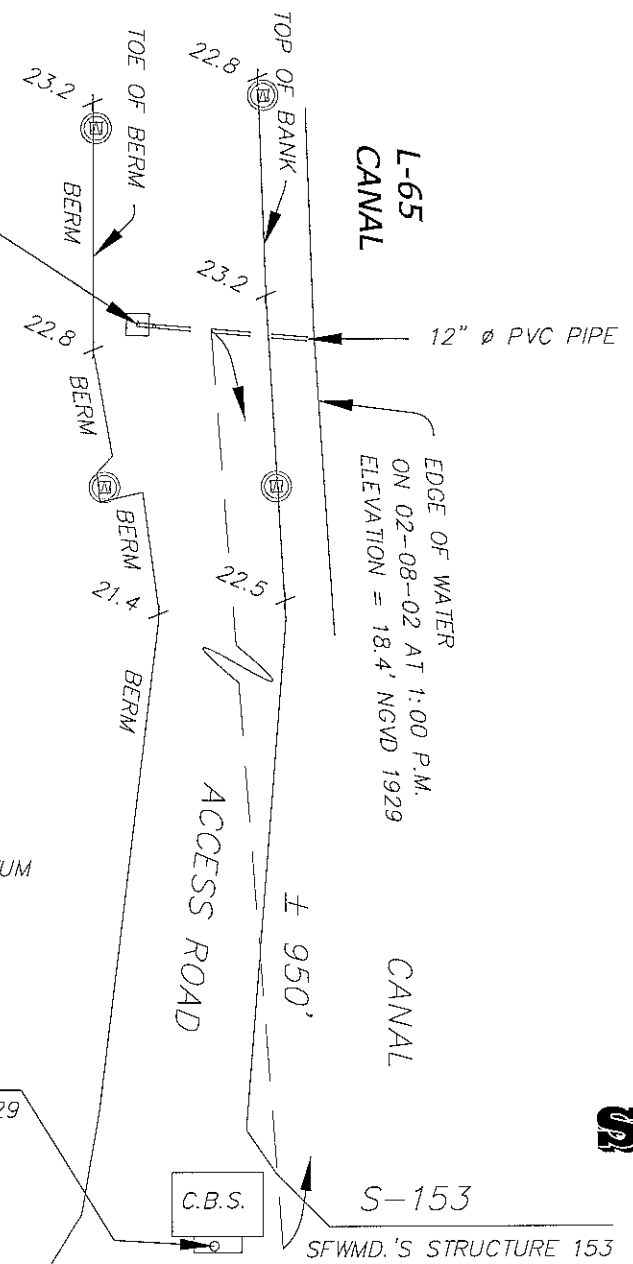 TOP OF BANK
22.8
TOE OF BERM
23.2
L-65
CANAL
BERM
23.2
12" ø PVC PIPE
22.8
BERM
EDGE OF WATER
ON 02-08-02 AT 1:00 P.M.
ELEVATION = 18.4' NGVD 1929
BERM
22.5
21.4
BERM
ACCESS ROAD
± 950'
CANAL
UM
29
S
C.B.S.
S-153
SFWMD.'S STRUCTURE 153